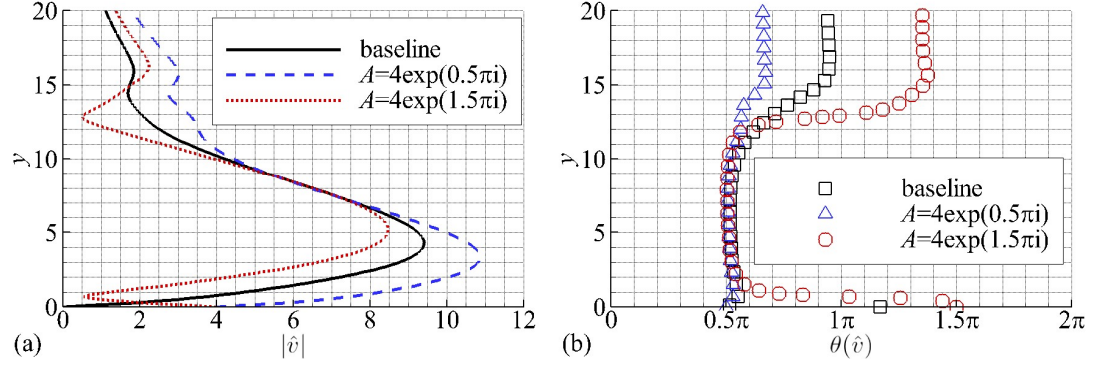 20
15
10
5
0
y
baseline
A=4exp(0.5πi)
A=4exp(1.5πi)
0 2 4 6 8 10 12
(a) |v̂|
20
15
10
5
0
y
baseline
A=4exp(0.5πi)
A=4exp(1.5πi)
0 0.5π 1π 1.5π 2π
(b) θ(v̂)